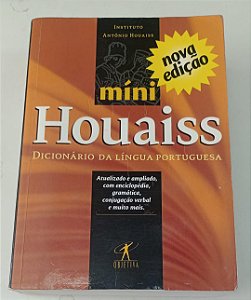 INSTITUTO
ANTÔNIO HOUAISS
nova
edição
míni
Houaiss
DICIONÁRIO DA LÍNGUA PORTUGUESA
Atualizado e ampliado,
com enciclopédia,
gramática,
conjugação verbal
e muito mais.
OBJETIVA